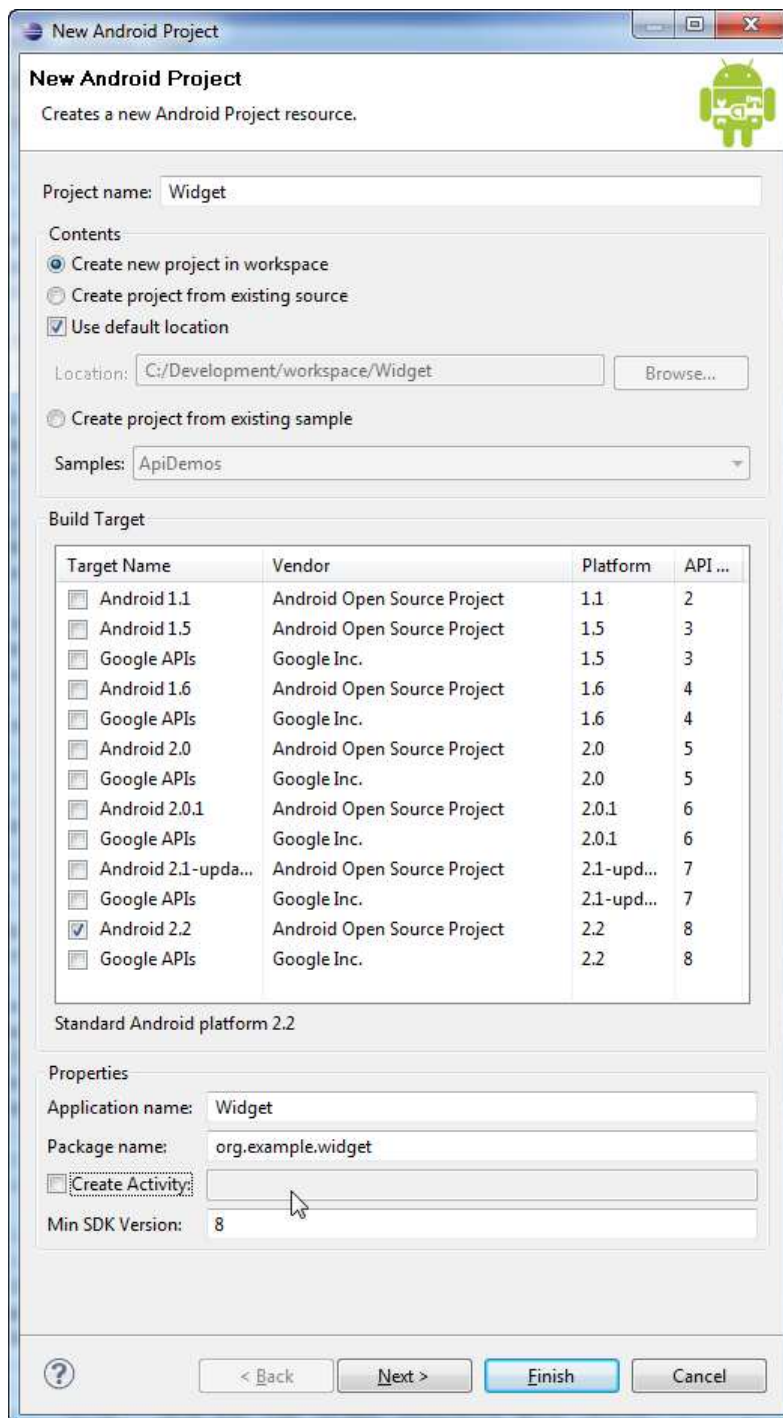 New Android Project
New Android Project
Creates a new Android Project resource.
Project name: Widget
Contents
Create new project in workspace
Create project from existing source
Use default location
Location: C:/Development/workspace/Widget Browse...
Create project from existing sample
Samples: ApiDemos
Build Target
Target Name Vendor Platform API ...
Android 1.1 Android Open Source Project 1.1 2
Android 1.5 Android Open Source Project 1.5 3
Google APIs Google Inc. 1.5 3
Android 1.6 Android Open Source Project 1.6 4
Google APIs Google Inc. 1.6 4
Android 2.0 Android Open Source Project 2.0 5
Google APIs Google Inc. 2.0 5
Android 2.0.1 Android Open Source Project 2.0.1 6
Google APIs Google Inc. 2.0.1 6
Android 2.1-upda... Android Open Source Project 2.1-upd... 7
Google APIs Google Inc. 2.1-upd... 7
Android 2.2 Android Open Source Project 2.2 8
Google APIs Google Inc. 2.2 8
Standard Android platform 2.2
Properties
Application name: Widget
Package name: org.example.widget
Create Activity:
Min SDK Version: 8
? < Back Next > Finish Cancel